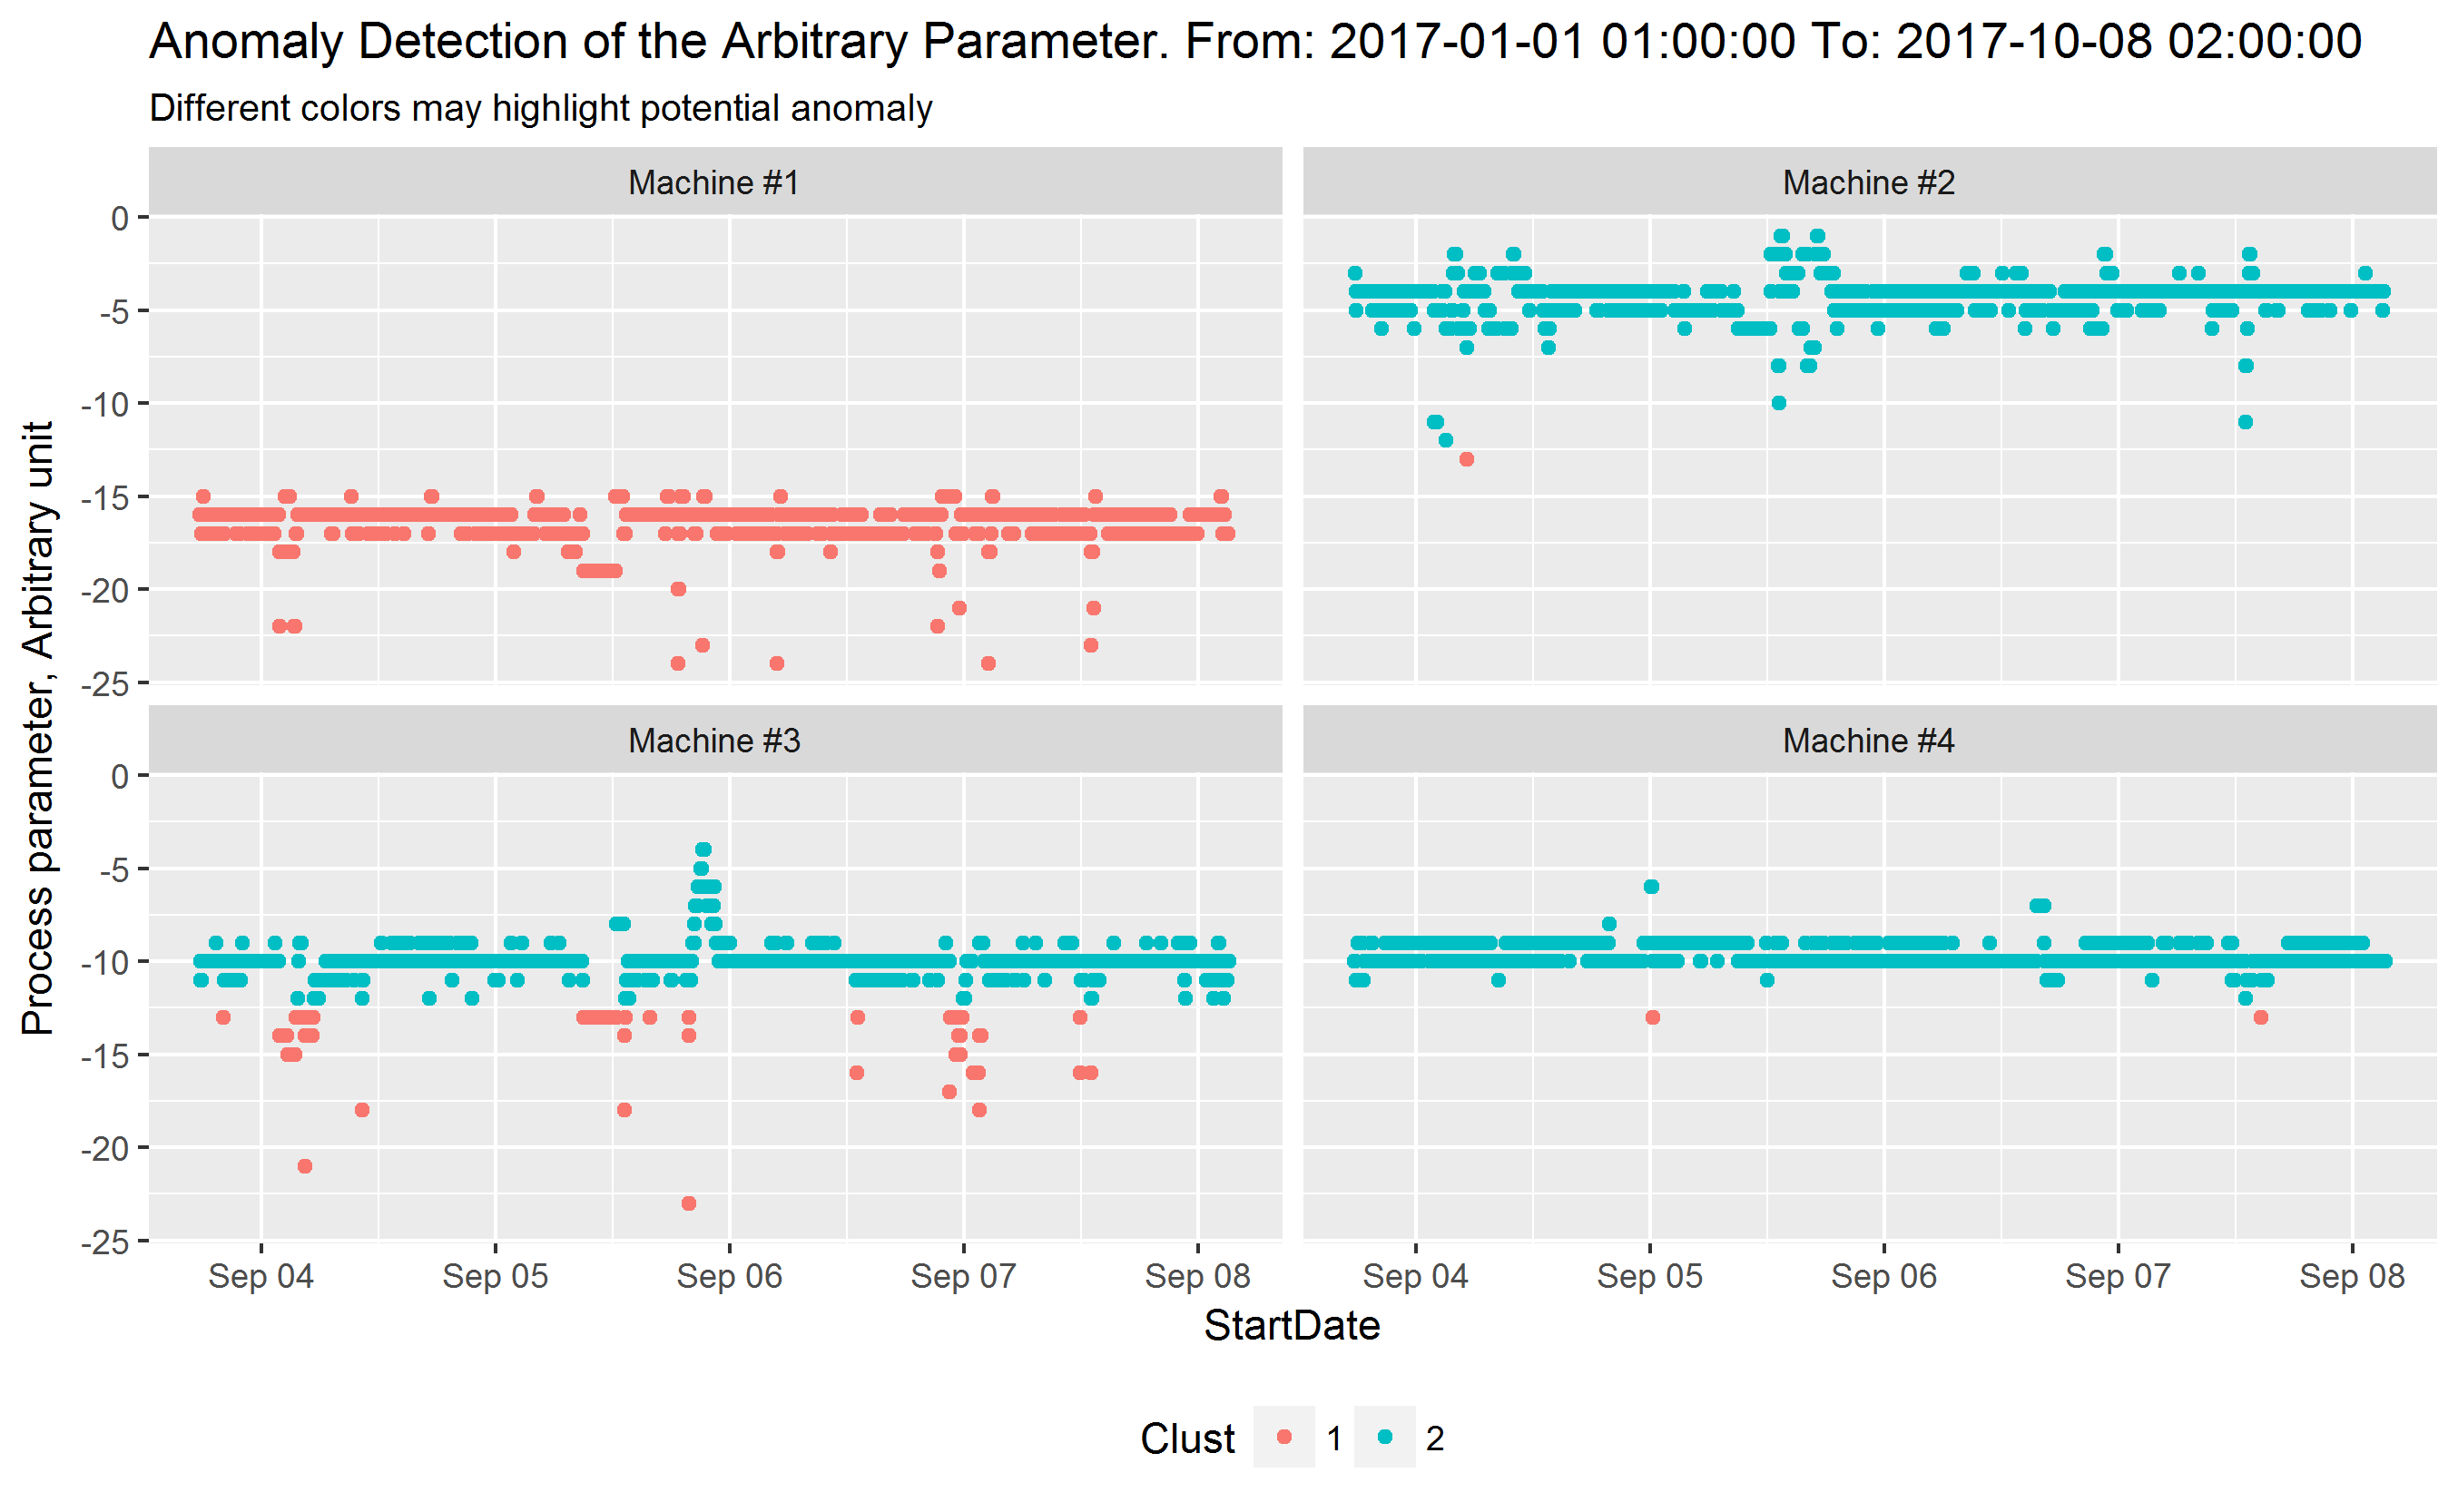 Anomaly Detection of the Arbitrary Parameter. From: 2017-01-01 01:00:00 To: 2017-10-08 02:00:00
Different colors may highlight potential anomaly
Machine #1
Machine #2
0
-5
-10
-15
-20
-25
Machine #3
Machine #4
0
-5
-10
-15
-20
-25
Process parameter, Arbitrary unit
Sep 04 Sep 05 Sep 06 Sep 07 Sep 08
Sep 04 Sep 05 Sep 06 Sep 07 Sep 08
StartDate
Clust 1 2